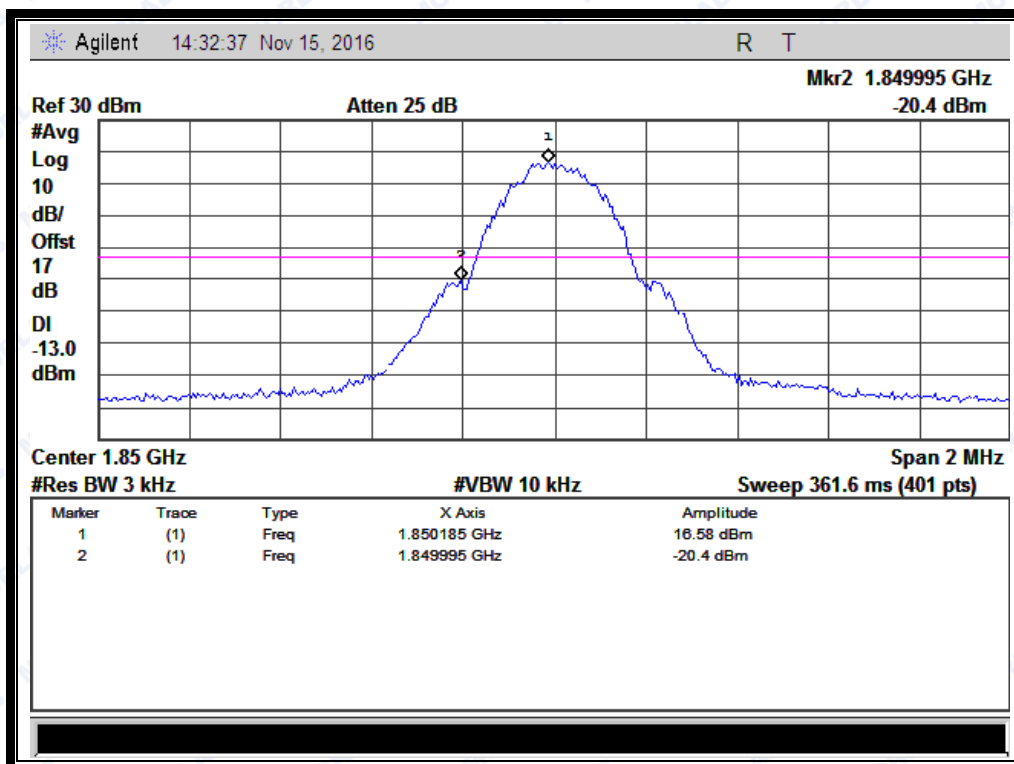 Agilent 14:32:37 Nov 15, 2016 R T
Mkr2 1.849995 GHz
Ref 30 dBm Atten 25 dB -20.4 dBm
#Avg
Log
10
dB/
Offst
17
dB
DI
-13.0
dBm
1
2
Center 1.85 GHz Span 2 MHz
#Res BW 3 kHz #VBW 10 kHz Sweep 361.6 ms (401 pts)
Marker Trace Type X Axis Amplitude
1 (1) Freq 1.850185 GHz 16.58 dBm
2 (1) Freq 1.849995 GHz -20.4 dBm